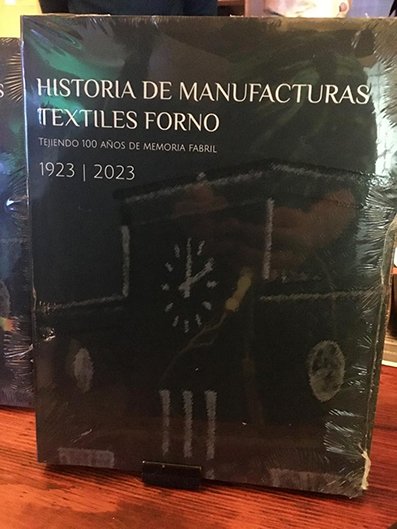 HISTORIA DE MANUFACTURAS
TEXTILES FORNO
TEJIENDO 100 AÑOS DE MEMORIA FABRIL
1923 | 2023